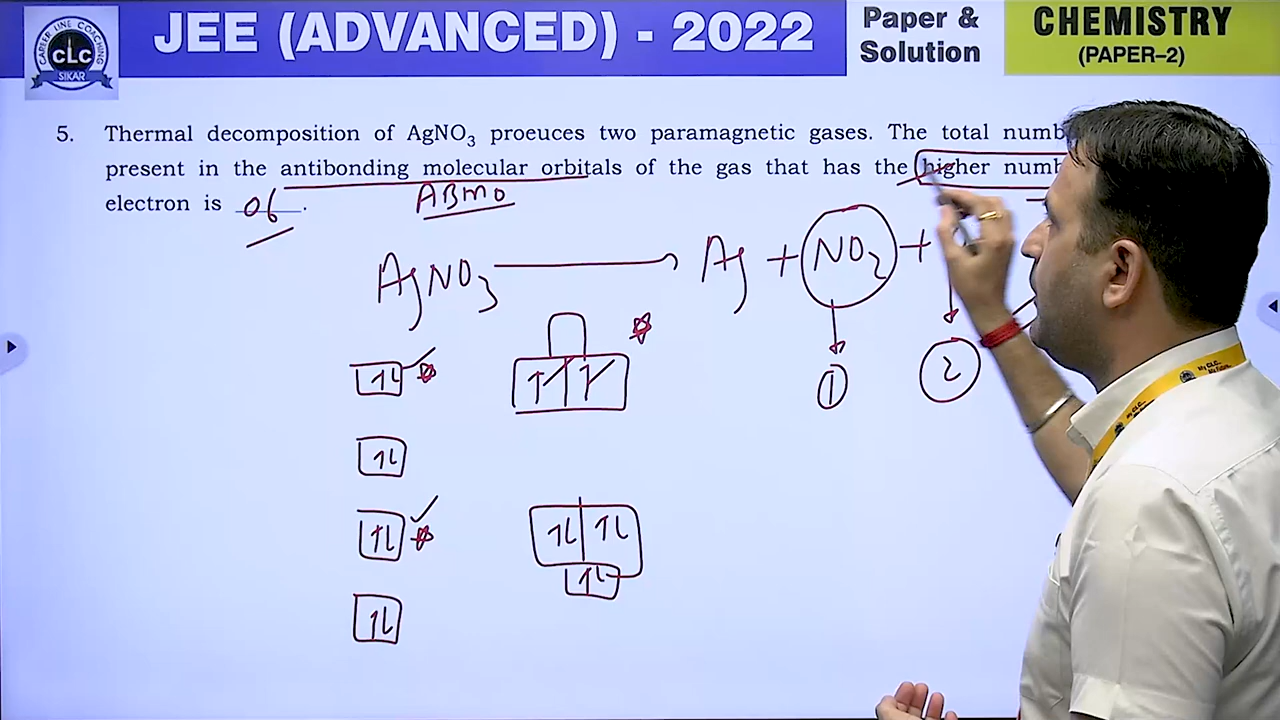 CAREER LINE COACHING
CLC
SIKAR
JEE (ADVANCED) - 2022
Paper &
Solution
CHEMISTRY
(PAPER–2)
5. Thermal decomposition of AgNO₃ proeuces two paramagnetic gases. The total
present in the antibonding molecular orbitals of the gas that has the higher
electron is 06.
ABMO
AgNO₃ → Ag + NO₂ +
↿⇂ * ↿ ↿ * 1 2
↿⇂
↿⇂ * ↿⇂ ↿⇂
↿⇂
↿⇂
My CLC..